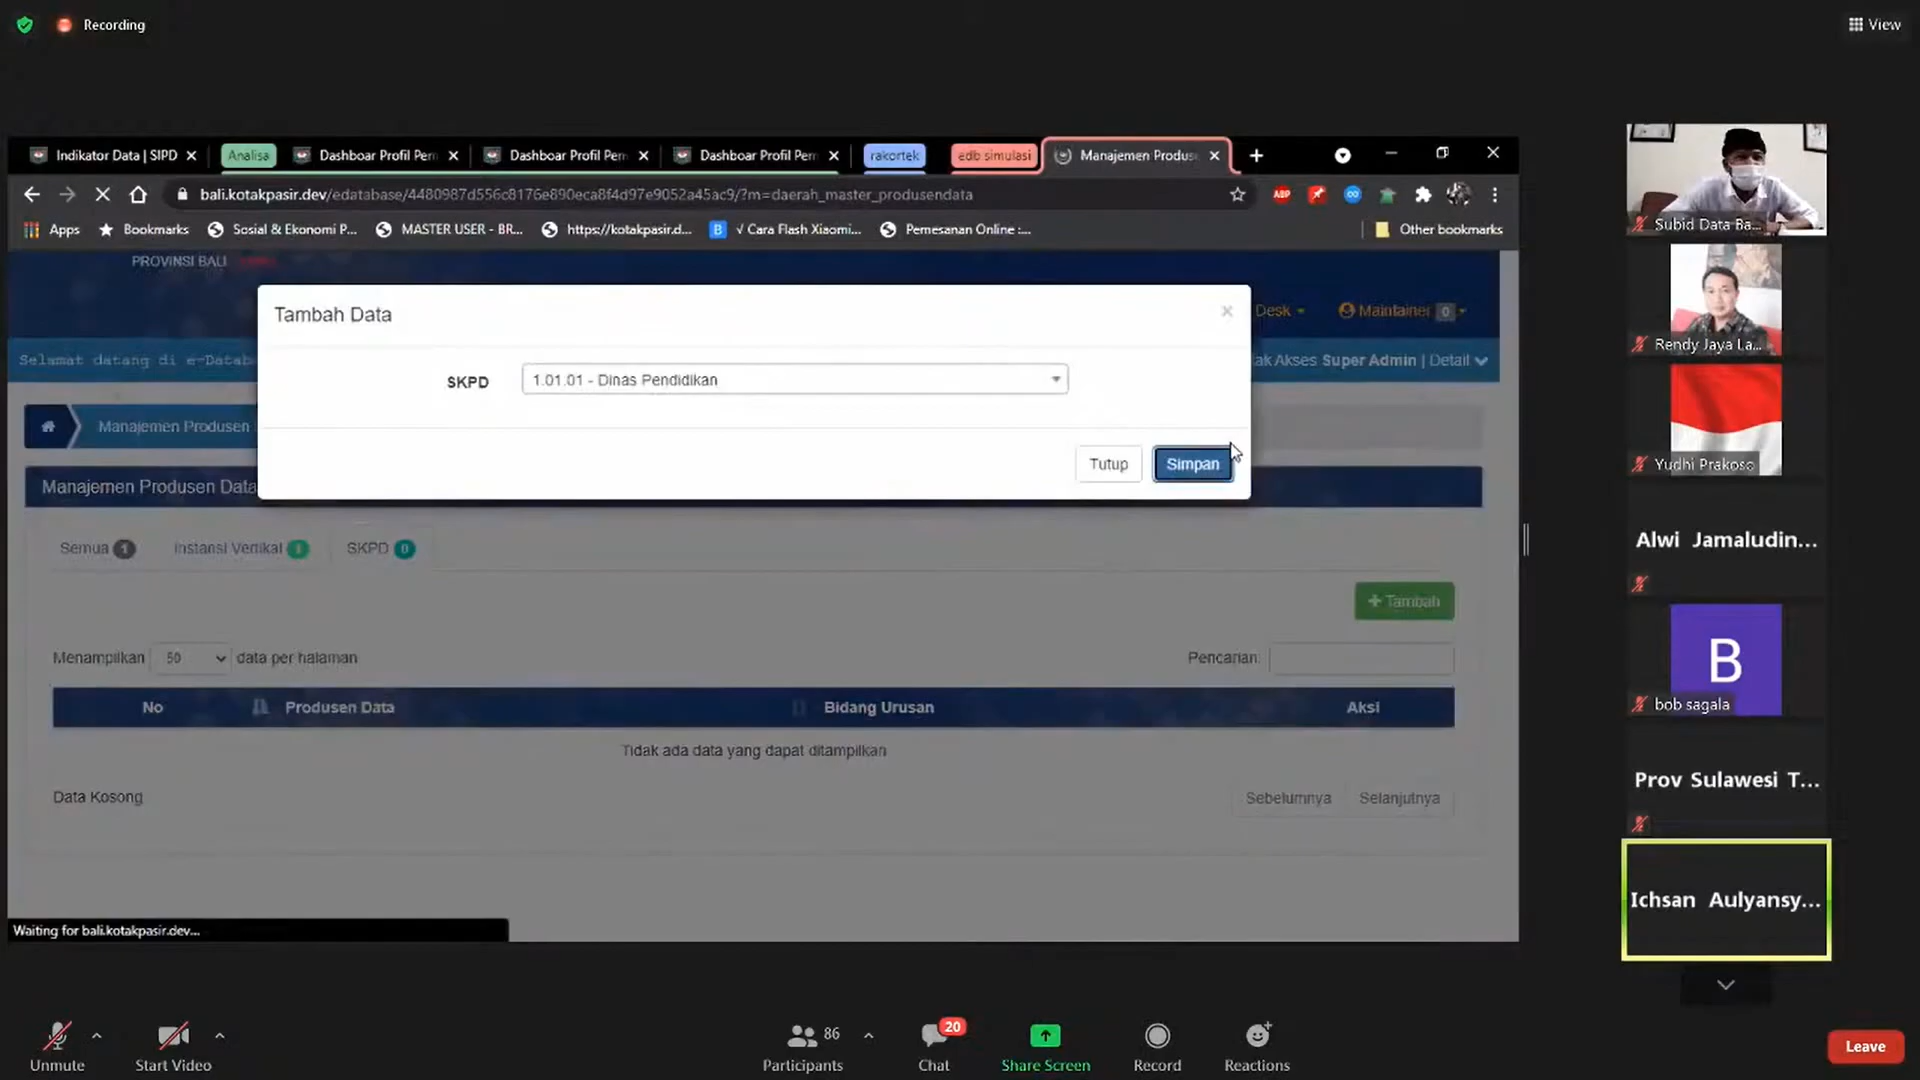 Recording
View
Indikator Data | SIPD
Analisa
Dashboar Profil Pem
Dashboar Profil Pem
Dashboar Profil Pem
rakortek
edb simulasi
Manajemen Produs
bali.kotakpasir.dev/edatabase/4480987d556c8176e890eca8f4d97e9052a45ac9/?m=daerah_master_produsendata
ABP
Apps
Bookmarks
Sosial & Ekonomi P...
MASTER USER - BR...
https://kotakpasir.d...
B
√ Cara Flash Xiaomi...
Pemesanan Online :...
Other bookmarks
PROVINSI BALI
Desk
Maintainer 0
Selamat datang di e-Datab
ak Akses Super Admin | Detail
Tambah Data
×
SKPD
1.01.01 - Dinas Pendidikan
Tutup
Simpan
Manajemen Produsen
Manajemen Produsen Data
Semua 1
Instansi Vertikal 1
SKPD 0
+ Tambah
Menampilkan 50 data per halaman
Pencarian:
No
Produsen Data
Bidang Urusan
Aksi
Tidak ada data yang dapat ditampilkan
Data Kosong
Sebelumnya
Selanjutnya
Waiting for bali.kotakpasir.dev...
Subid Data Ba...
Rendy Jaya La...
Yudhi Prakoso
Alwi Jamaludin...
B
bob sagala
Prov Sulawesi T...
Ichsan Aulyansy...
Unmute
Start Video
Participants
86
Chat
20
Share Screen
Record
Reactions
Leave